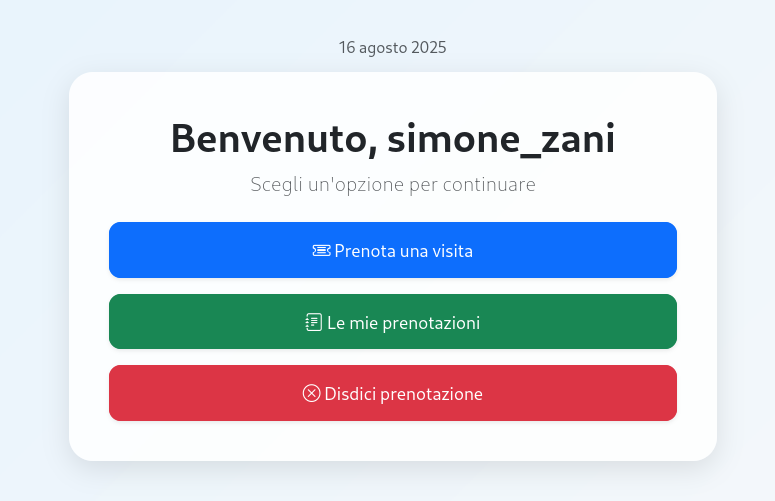 16 agosto 2025
Benvenuto, simone_zani
Scegli un'opzione per continuare
Prenota una visita
Le mie prenotazioni
Disdici prenotazione